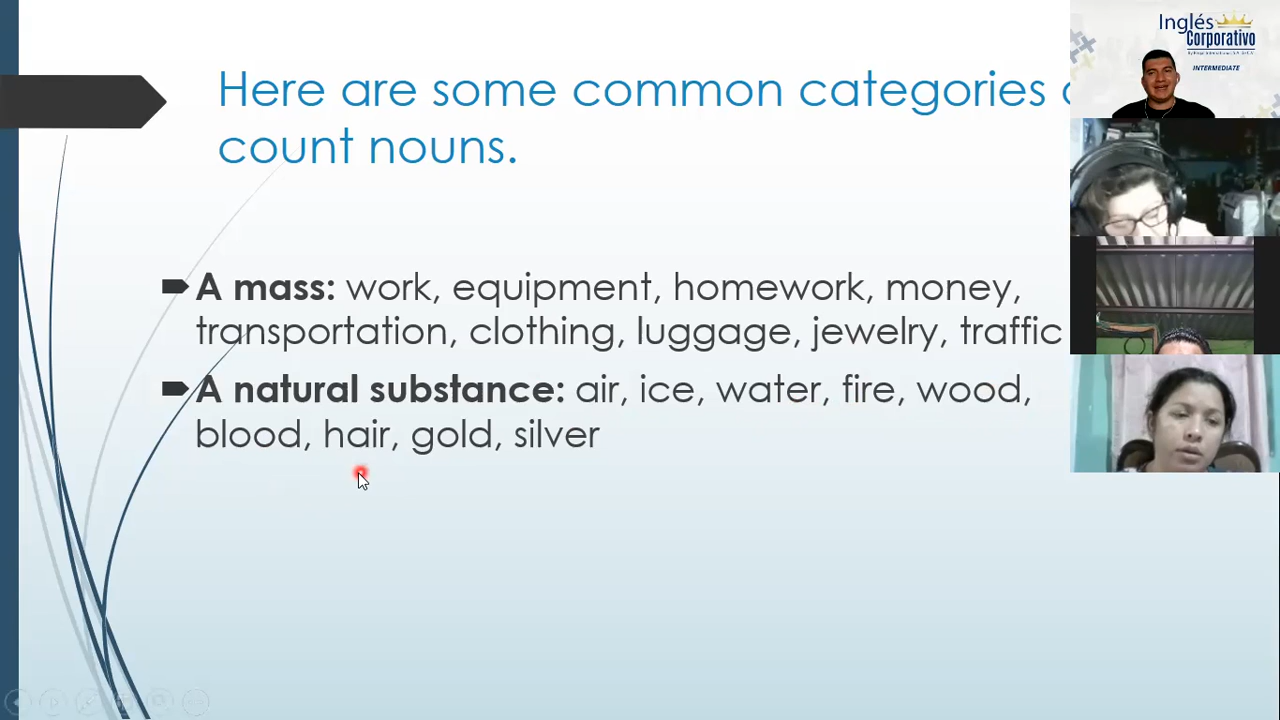 Here are some common categories
count nouns.
A mass: work, equipment, homework, money,
transportation, clothing, luggage, jewelry, traffic
A natural substance: air, ice, water, fire, wood,
blood, hair, gold, silver
Inglés
Corporativo
INTERMEDIATE